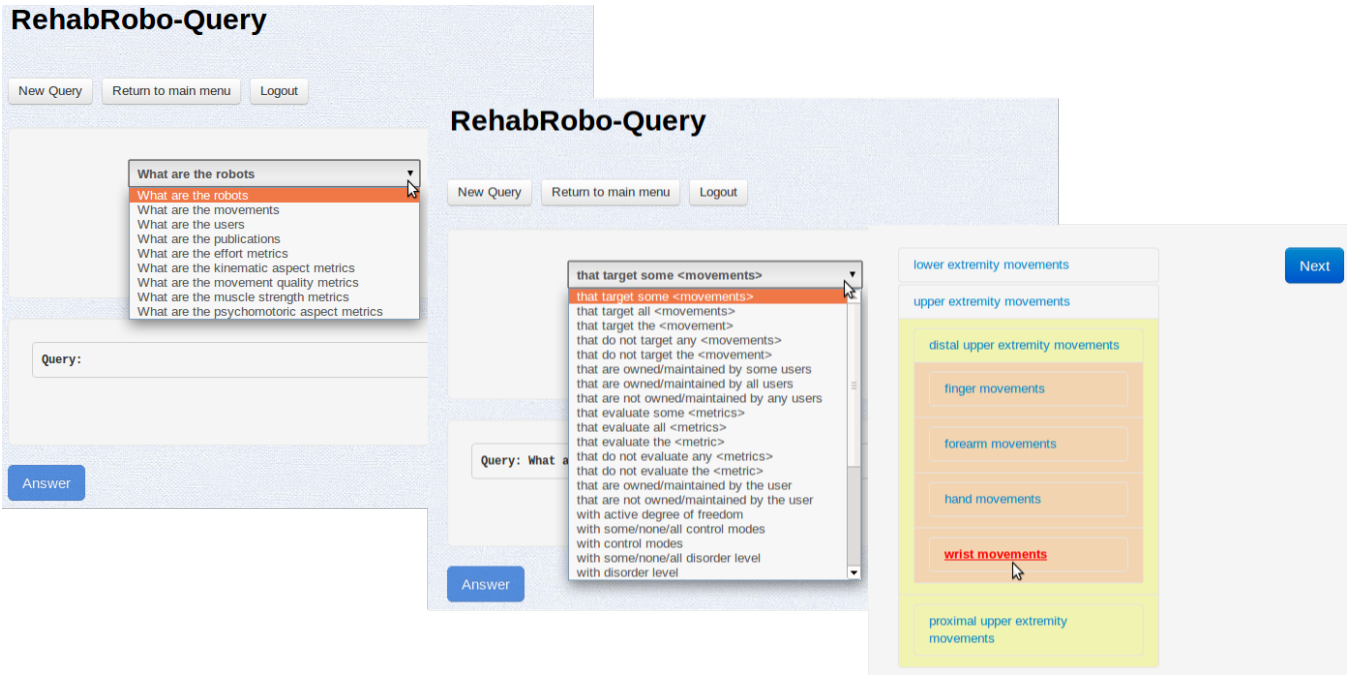 RehabRobo-Query
New Query
Return to main menu
Logout
What are the robots
What are the robots
What are the movements
What are the users
What are the publications
What are the effort metrics
What are the kinematic aspect metrics
What are the movement quality metrics
What are the muscle strength metrics
What are the psychomotoric aspect metrics
Query:
Answer
RehabRobo-Query
New Query
Return to main menu
Logout
that target some <movements>
that target some <movements>
that target all <movements>
that target the <movement>
that do not target any <movements>
that do not target the <movement>
that are owned/maintained by some users
that are owned/maintained by all users
that are not owned/maintained by any users
that evaluate some <metrics>
that evaluate all <metrics>
that evaluate the <metric>
that do not evaluate any <metrics>
that do not evaluate the <metric>
that are owned/maintained by the user
that are not owned/maintained by the user
with active degree of freedom
with some/none/all control modes
with control modes
with some/none/all disorder level
with disorder level
Query: What a
Answer
lower extremity movements
Next
upper extremity movements
distal upper extremity movements
finger movements
forearm movements
hand movements
wrist movements
proximal upper extremity
movements